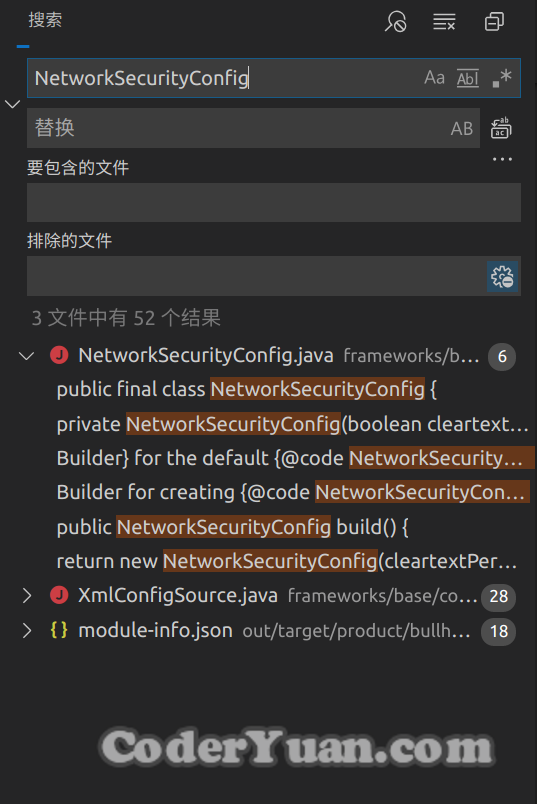 搜索
NetworkSecurityConfig Aa Abl .*
替换 AB
要包含的文件 ...
排除的文件
3 文件中有 52 个结果
J NetworkSecurityConfig.java frameworks/b... 6
public final class NetworkSecurityConfig {
private NetworkSecurityConfig(boolean cleartext...
Builder} for the default {@code NetworkSecurity...
Builder for creating {@code NetworkSecurityCon...
public NetworkSecurityConfig build() {
return new NetworkSecurityConfig(cleartextPer...
J XmlConfigSource.java frameworks/base/co... 28
{} module-info.json out/target/product/bullh... 18
CoderYuan.com